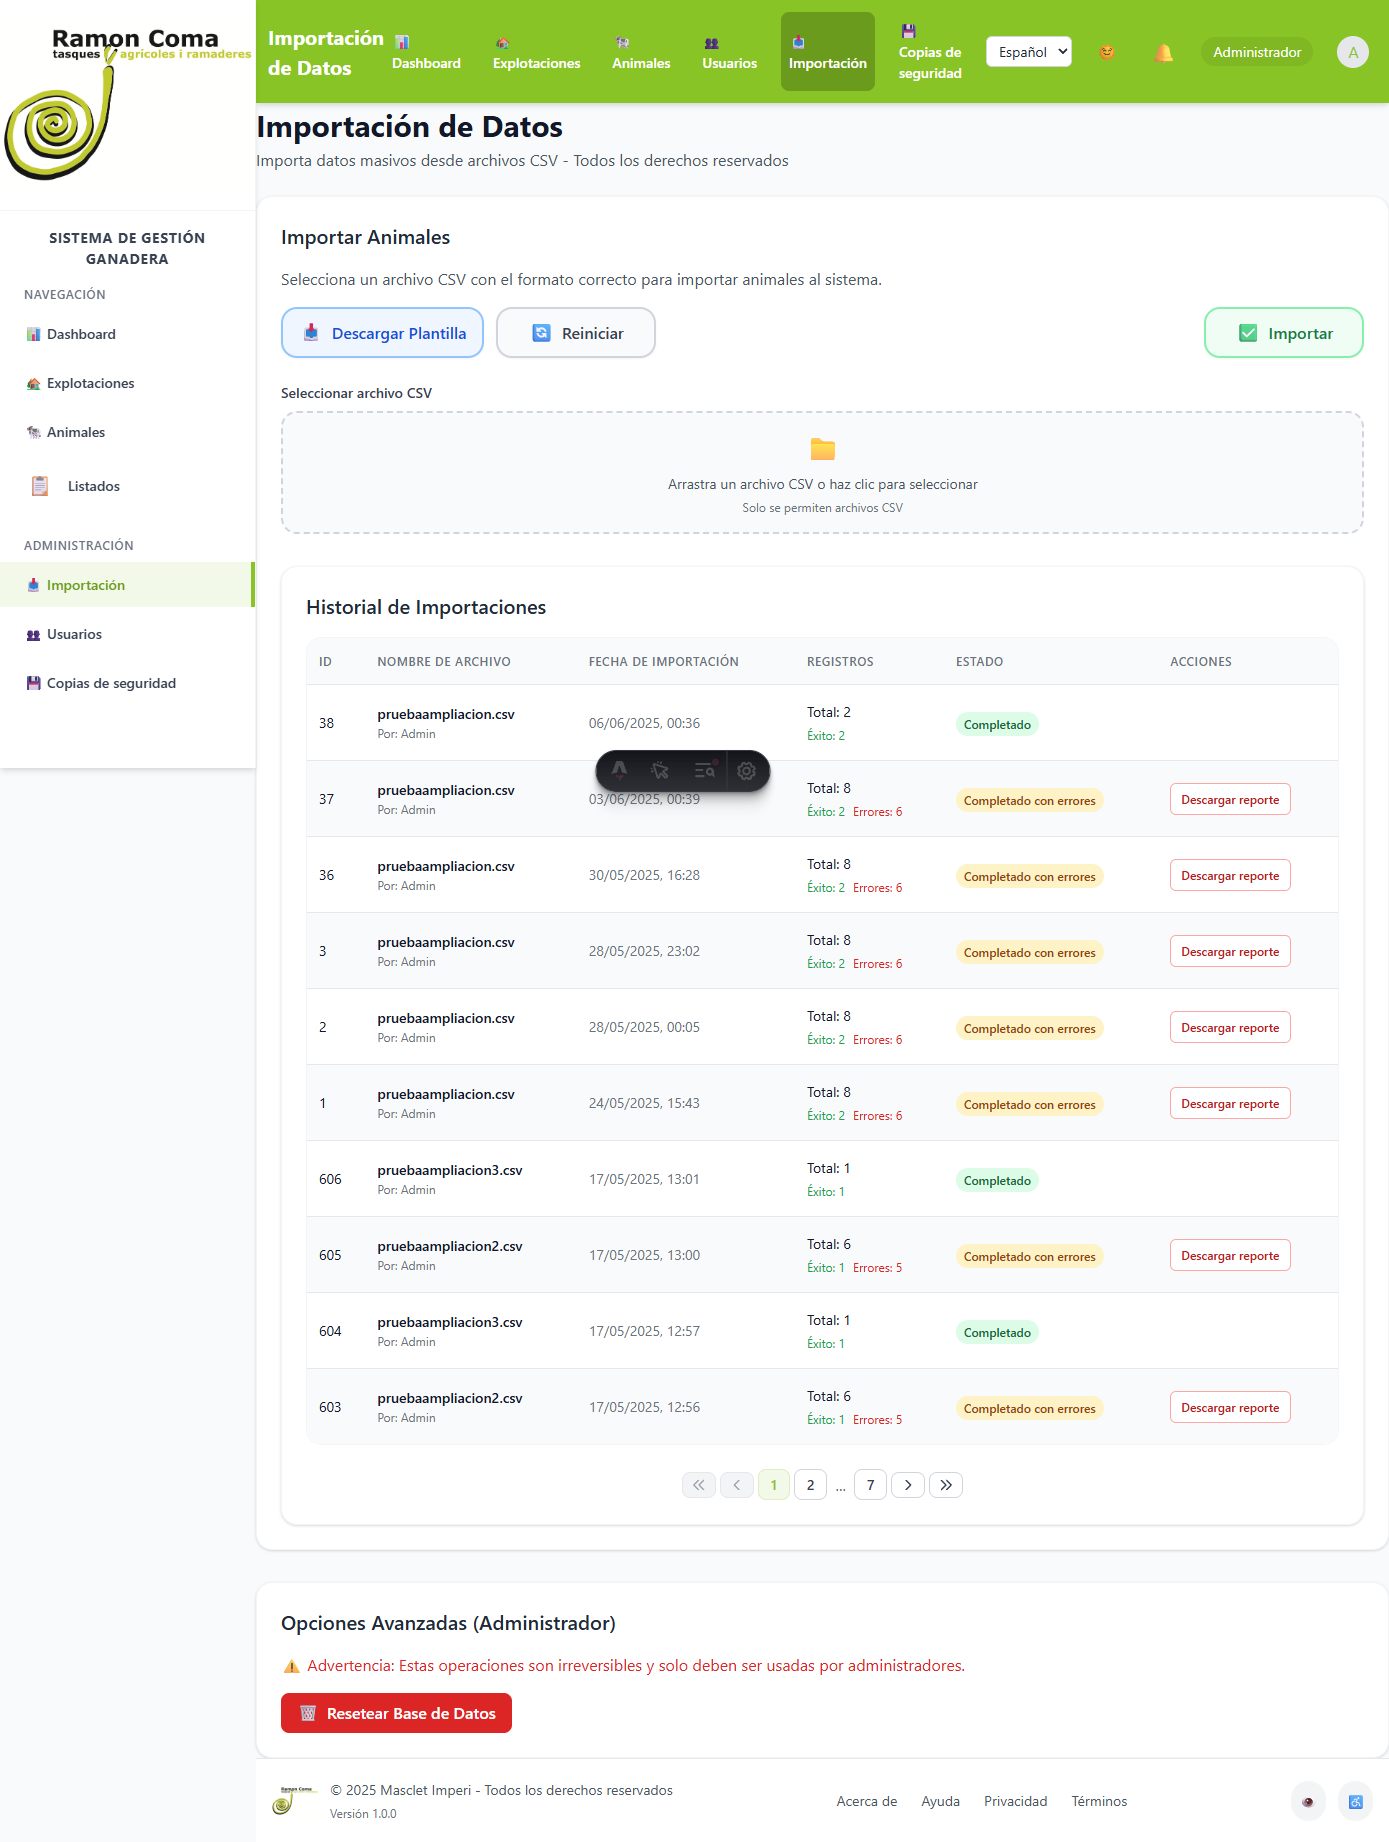 Ramon Coma
tasques agrícoles i ramaderes
SISTEMA DE GESTIÓN
GANADERA
NAVEGACIÓN
Dashboard
Explotaciones
Animales
Listados
ADMINISTRACIÓN
Importación
Usuarios
Copias de seguridad
Importación
de Datos
Dashboard
Explotaciones
Animales
Usuarios
Importación
Copias de
seguridad
Español
Administrador
A
Importación de Datos
Importa datos masivos desde archivos CSV - Todos los derechos reservados
Importar Animales
Selecciona un archivo CSV con el formato correcto para importar animales al sistema.
Descargar Plantilla
Reiniciar
Importar
Seleccionar archivo CSV
Arrastra un archivo CSV o haz clic para seleccionar
Solo se permiten archivos CSV
Historial de Importaciones
ID NOMBRE DE ARCHIVO FECHA DE IMPORTACIÓN REGISTROS ESTADO ACCIONES
38 pruebaampliacion.csv 06/06/2025, 00:36 Total: 2 Completado
Por: Admin Éxito: 2
37 pruebaampliacion.csv 03/06/2025, 00:39 Total: 8 Completado con errores Descargar reporte
Por: Admin Éxito: 2 Errores: 6
36 pruebaampliacion.csv 30/05/2025, 16:28 Total: 8 Completado con errores Descargar reporte
Por: Admin Éxito: 2 Errores: 6
3 pruebaampliacion.csv 28/05/2025, 23:02 Total: 8 Completado con errores Descargar reporte
Por: Admin Éxito: 2 Errores: 6
2 pruebaampliacion.csv 28/05/2025, 00:05 Total: 8 Completado con errores Descargar reporte
Por: Admin Éxito: 2 Errores: 6
1 pruebaampliacion.csv 24/05/2025, 15:43 Total: 8 Completado con errores Descargar reporte
Por: Admin Éxito: 2 Errores: 6
606 pruebaampliacion3.csv 17/05/2025, 13:01 Total: 1 Completado
Por: Admin Éxito: 1
605 pruebaampliacion2.csv 17/05/2025, 13:00 Total: 6 Completado con errores Descargar reporte
Por: Admin Éxito: 1 Errores: 5
604 pruebaampliacion3.csv 17/05/2025, 12:57 Total: 1 Completado
Por: Admin Éxito: 1
603 pruebaampliacion2.csv 17/05/2025, 12:56 Total: 6 Completado con errores Descargar reporte
Por: Admin Éxito: 1 Errores: 5
« ‹ 1 2 ... 7 › »
Opciones Avanzadas (Administrador)
Advertencia: Estas operaciones son irreversibles y solo deben ser usadas por administradores.
Resetear Base de Datos
Ramon Coma
© 2025 Masclet Imperi - Todos los derechos reservados
Versión 1.0.0
Acerca de Ayuda Privacidad Términos